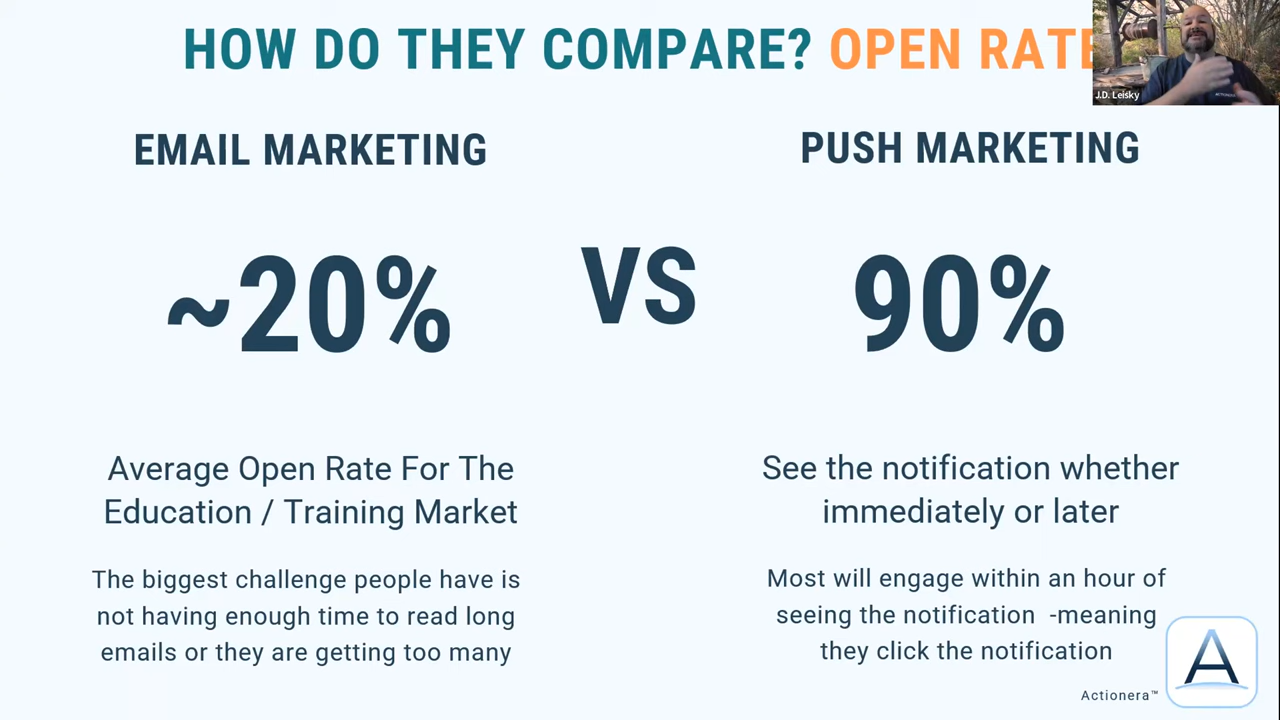 HOW DO THEY COMPARE? OPEN RATE
J.D. Leisky
EMAIL MARKETING
PUSH MARKETING
~20%
VS
90%
Average Open Rate For The
Education / Training Market
See the notification whether
immediately or later
The biggest challenge people have is
not having enough time to read long
emails or they are getting too many
Most will engage within an hour of
seeing the notification -meaning
they click the notification
A
Actionera™